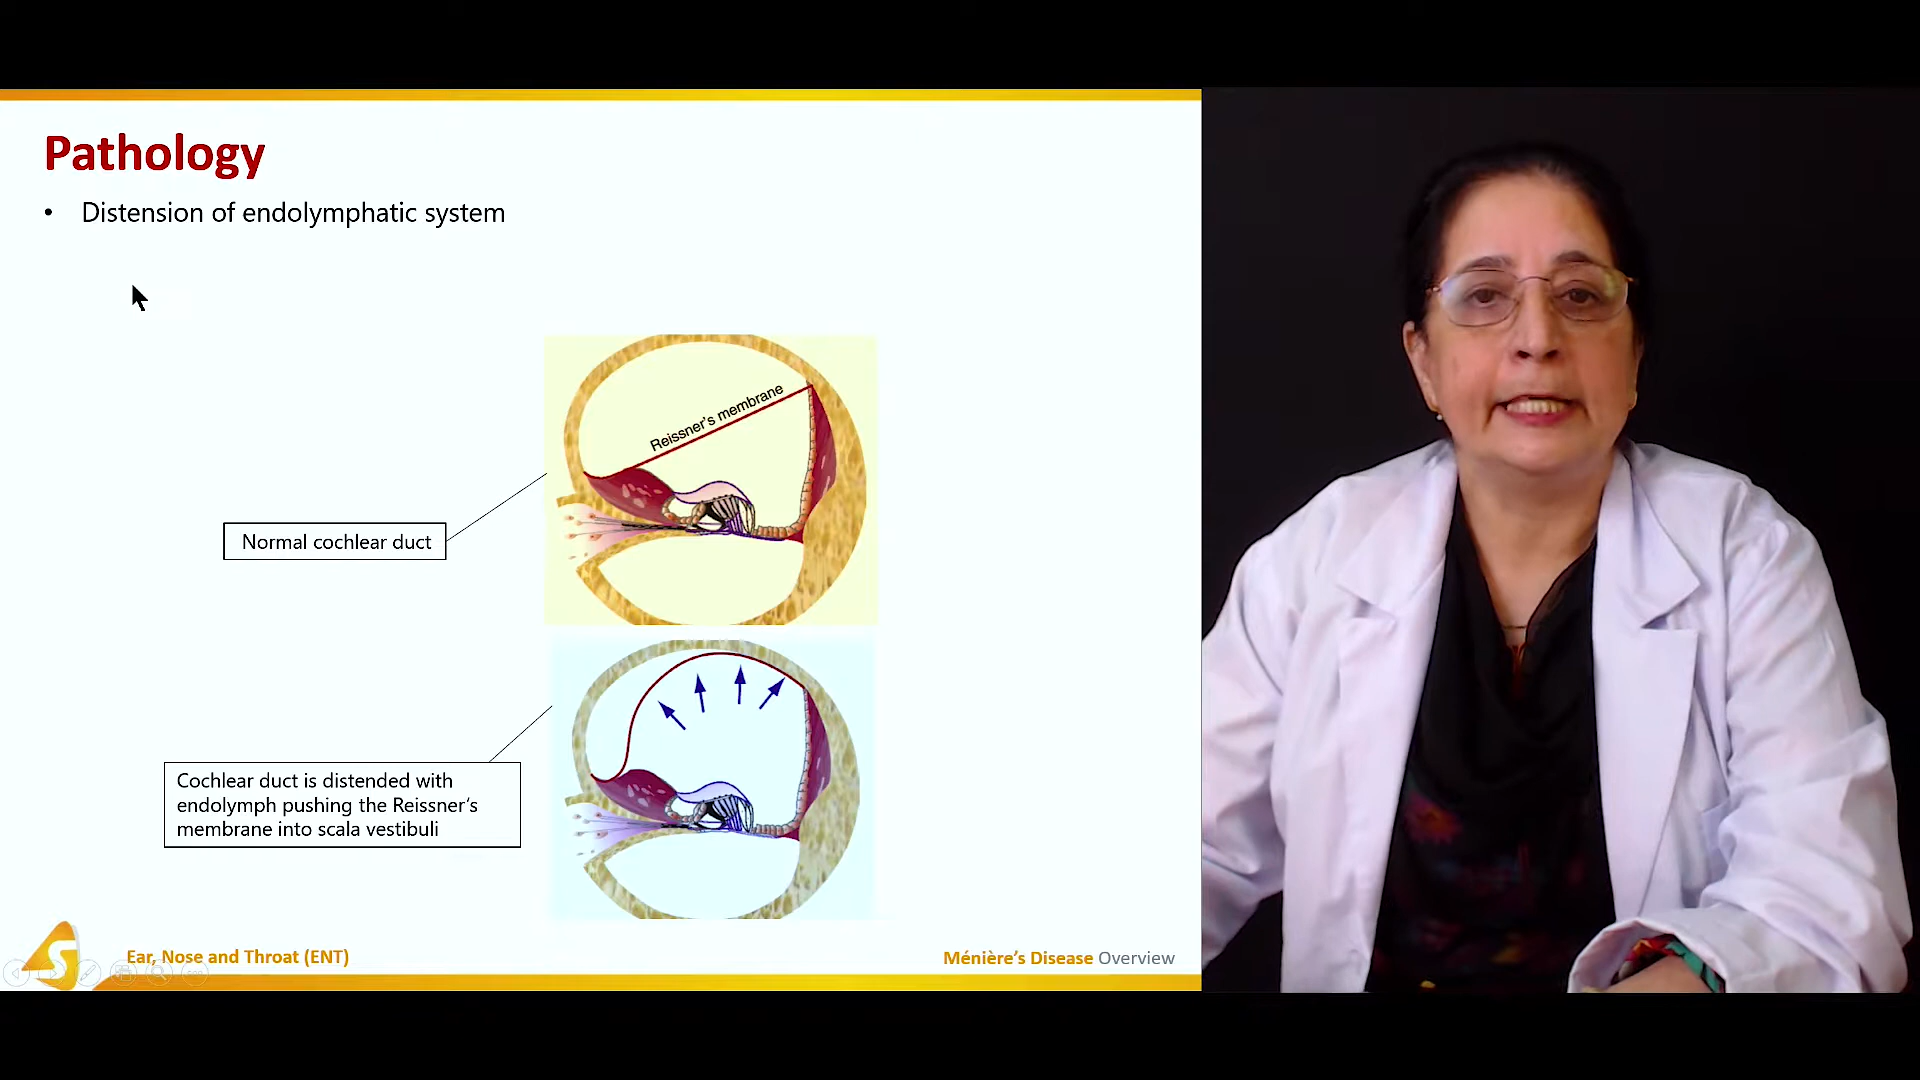 Pathology
• Distension of endolymphatic system
Reissner's membrane
Normal cochlear duct
Cochlear duct is distended with
endolymph pushing the Reissner's
membrane into scala vestibuli
S
Ear, Nose and Throat (ENT)
Ménière's Disease Overview